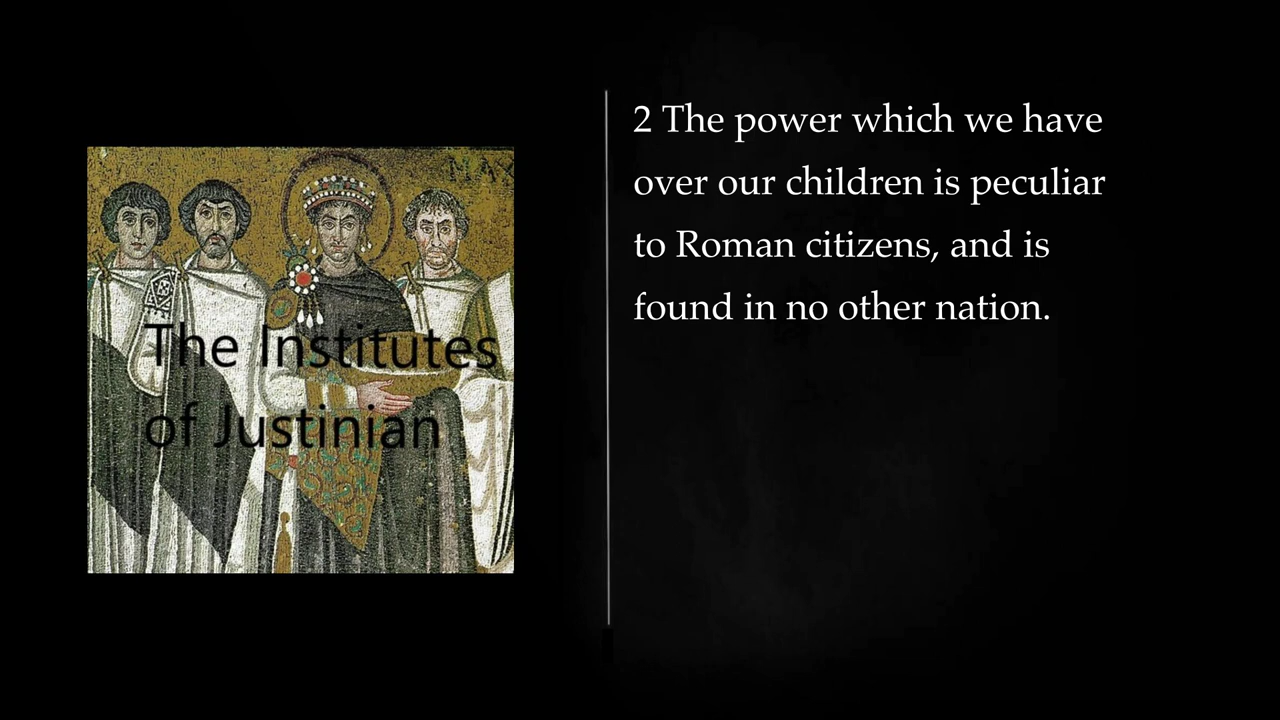 MAX
The Institutes
of Justinian
2 The power which we have
over our children is peculiar
to Roman citizens, and is
found in no other nation.